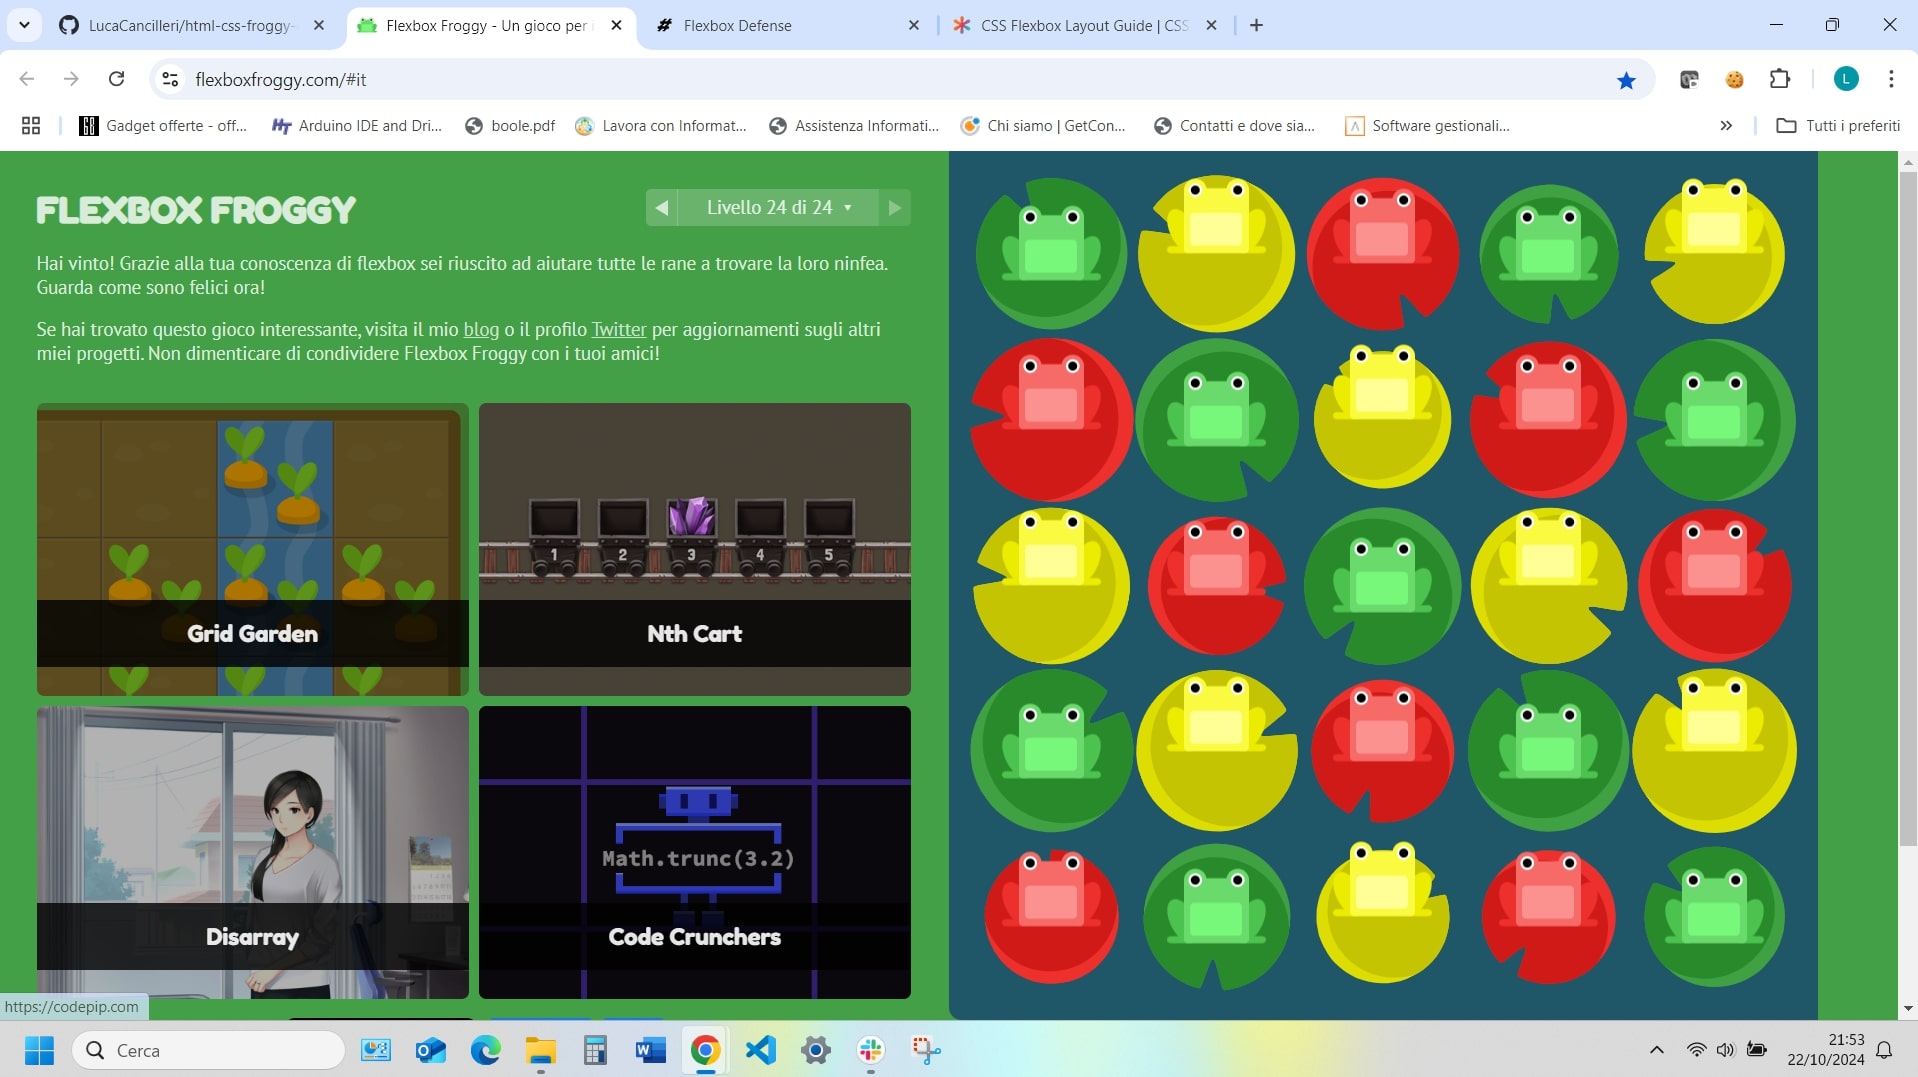 LucaCancilleri/html-css-froggy-
Flexbox Froggy - Un gioco per i
Flexbox Defense
CSS Flexbox Layout Guide | CSS
flexboxfroggy.com/#it
L
Gadget offerte - off...
Arduino IDE and Dri...
boole.pdf
Lavora con Informat...
Assistenza Informati...
Chi siamo | GetCon...
Contatti e dove sia...
Software gestionali...
Tutti i preferiti
FLEXBOX FROGGY
Livello 24 di 24
Hai vinto! Grazie alla tua conoscenza di flexbox sei riuscito ad aiutare tutte le rane a trovare la loro ninfea.
Guarda come sono felici ora!
Se hai trovato questo gioco interessante, visita il mio blog o il profilo Twitter per aggiornamenti sugli altri
miei progetti. Non dimenticare di condividere Flexbox Froggy con i tuoi amici!
1 2 3 4 5
Grid Garden
Nth Cart
Math.trunc(3.2)
Disarray
Code Crunchers
https://codepip.com
Cerca
21:53
22/10/2024